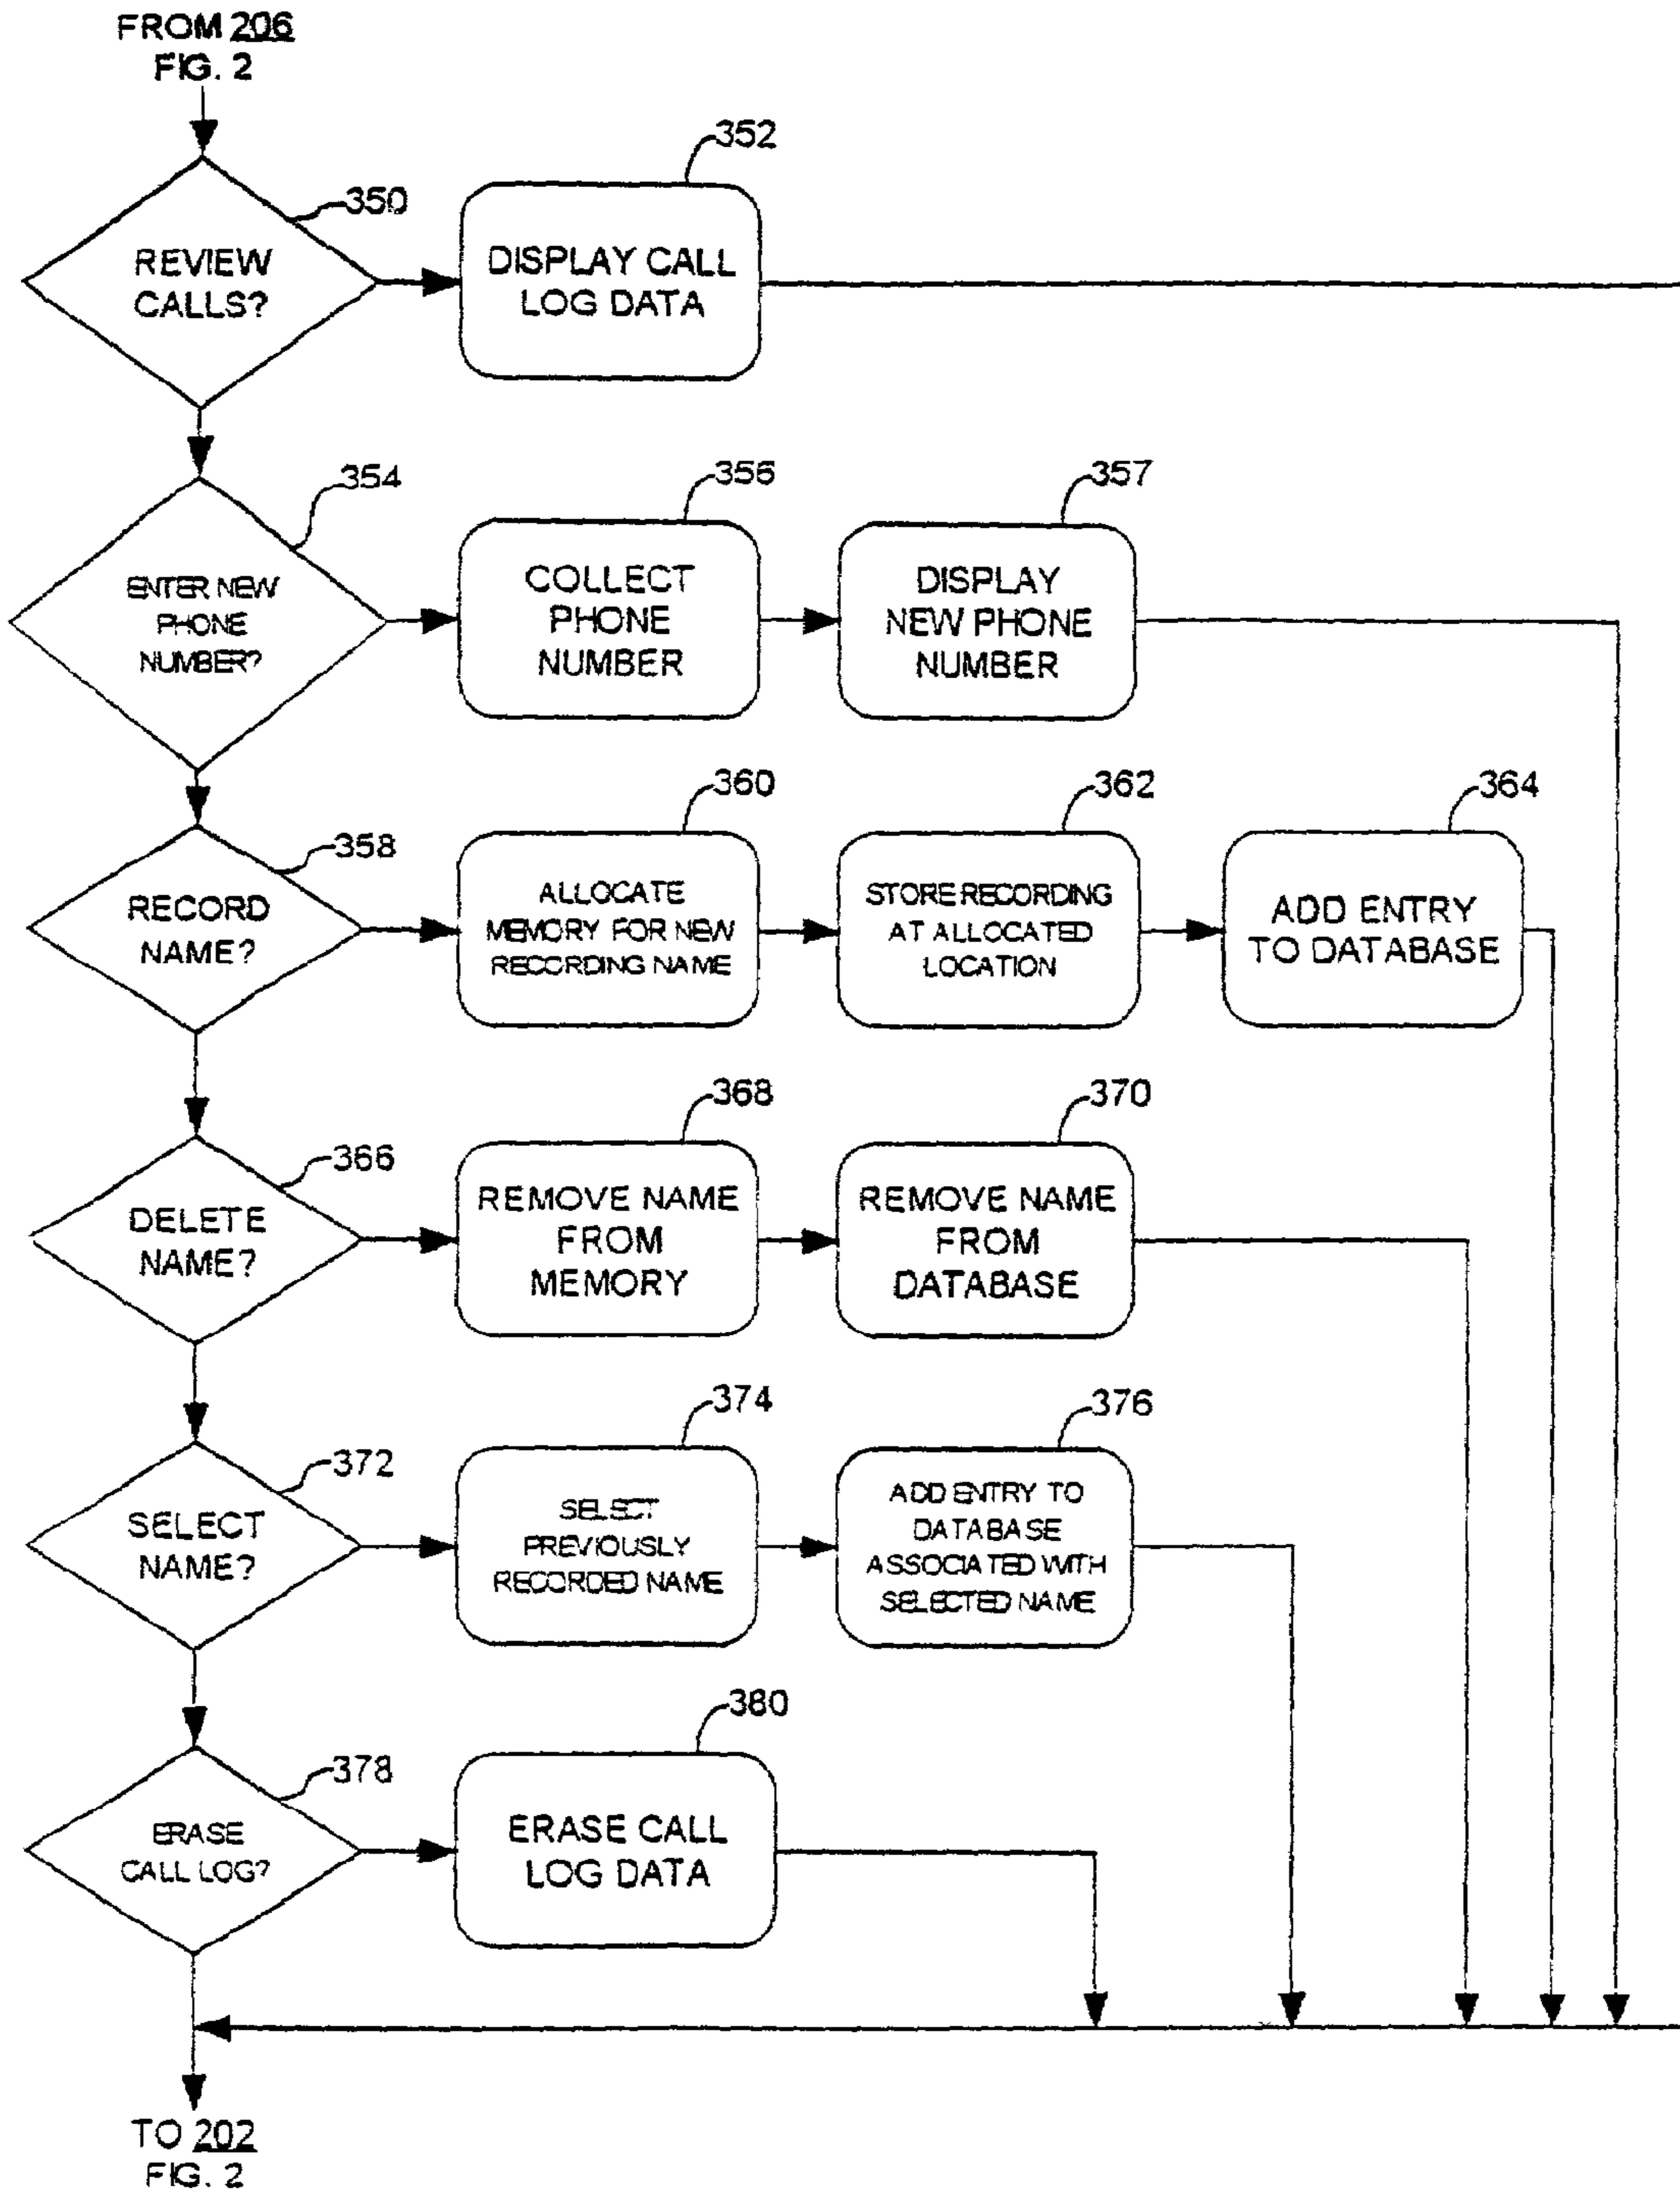 FROM 206
FIG. 2
352
350
REVIEW
CALLS?
DISPLAY CALL
LOG DATA
354
356
357
ENTER NEW
PHONE
NUMBER?
COLLECT
PHONE
NUMBER
DISPLAY
NEW PHONE
NUMBER
358
360
362
364
RECORD
NAME?
ALLOCATE
MEMORY FOR NEW
RECORDING NAME
STORE RECORDING
AT ALLOCATED
LOCATION
ADD ENTRY
TO DATABASE
366
368
370
DELETE
NAME?
REMOVE NAME
FROM
MEMORY
REMOVE NAME
FROM
DATABASE
372
374
376
SELECT
NAME?
SELECT
PREVIOUSLY
RECORDED NAME
ADD ENTRY TO
DATABASE
ASSOCIATED WITH
SELECTED NAME
378
380
ERASE
CALL LOG?
ERASE CALL
LOG DATA
TO 202
FIG. 2